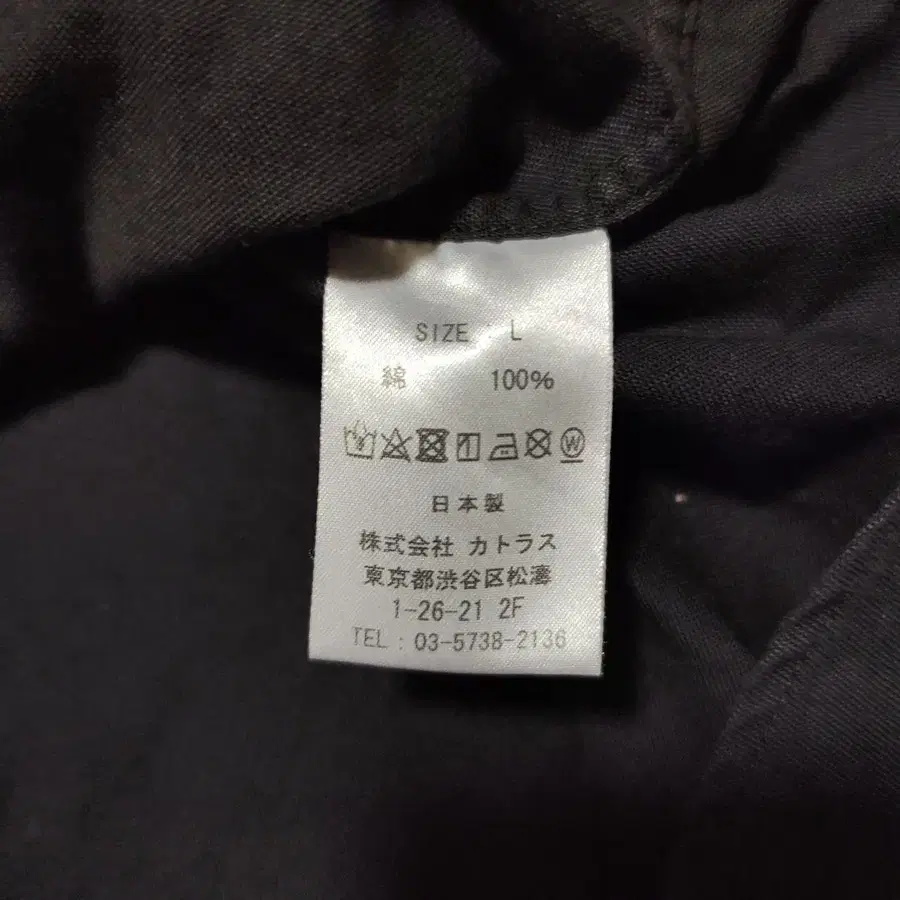 SIZE : L
綿 100%
W
日本製
株式会社 カトラス
東京都渋谷区松濤
1-26-21 2F
TEL : 03-5738-2136